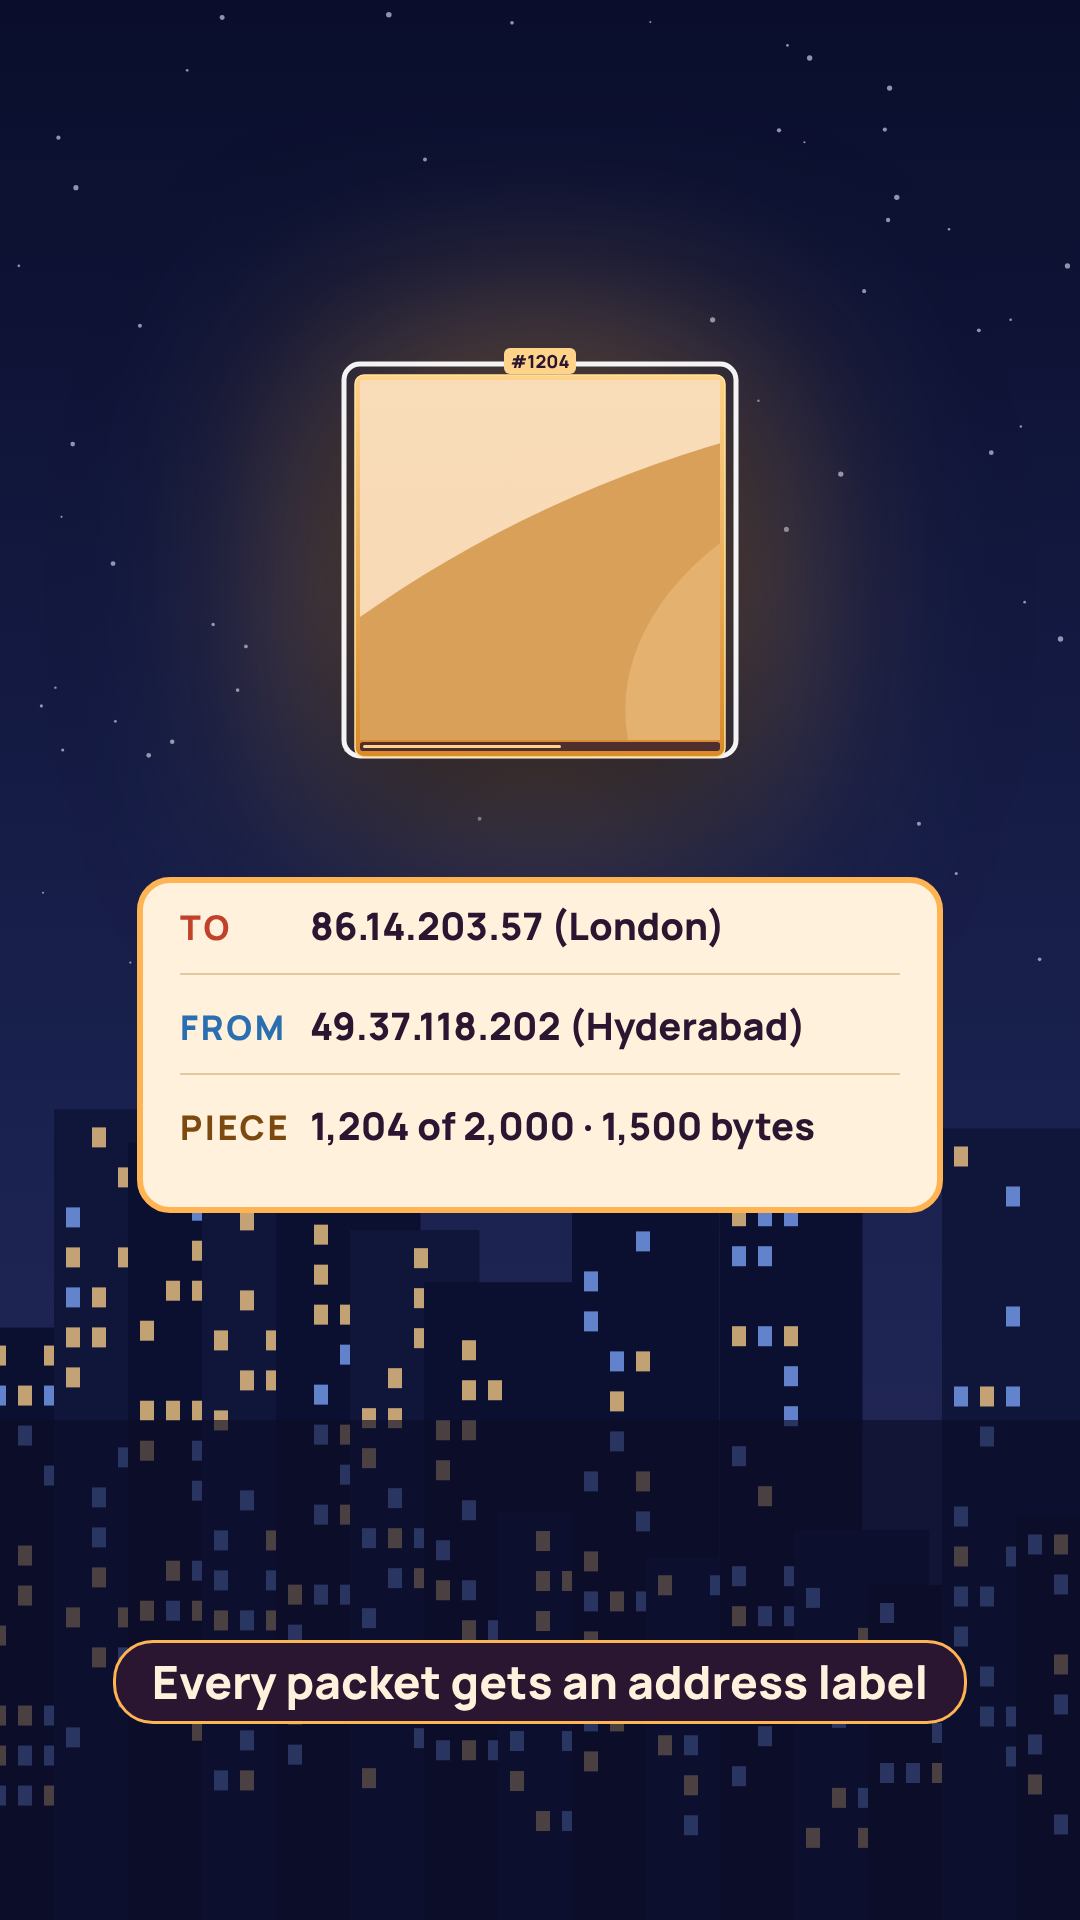 #1204
TO 86.14.203.57 (London)
FROM 49.37.118.202 (Hyderabad)
PIECE 1,204 of 2,000 · 1,500 bytes
Every packet gets an address label